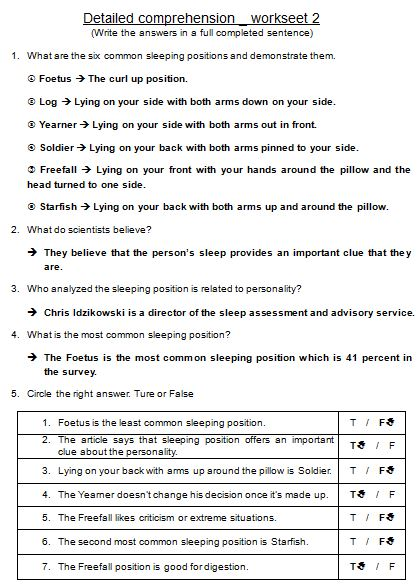 Detailed comprehension _ workseet 2
(Write the answers in a full completed sentence)
1. What are the six common sleeping positions and demonstrate them.
① Foetus → The curl up position.
② Log → Lying on your side with both arms down on your side.
③ Yearner → Lying on your side with both arms out in front.
④ Soldier → Lying on your back with both arms pinned to your side.
⑤ Freefall → Lying on your front with your hands around the pillow and the
head turned to one side.
⑥ Starfish → Lying on your back with both arms up and around the pillow.
2. What do scientists believe?
→ They believe that the person's sleep provides an important clue that they
are.
3. Who analyzed the sleeping position is related to personality?
→ Chris Idzikowski is a director of the sleep assessment and advisory service.
4. What is the most common sleeping position?
→ The Foetus is the most common sleeping position which is 41 percent in
the survey.
5. Circle the right answer. Ture or False
1. Foetus is the least common sleeping position. T / F
2. The article says that sleeping position offers an important
clue about the personality. T / F
3. Lying on your back with arms up around the pillow is Soldier. T / F
4. The Yearner doesn't change his decision once it's made up. T / F
5. The Freefall likes criticism or extreme situations. T / F
6. The second most common sleeping position is Starfish. T / F
7. The Freefall position is good for digestion. T / F